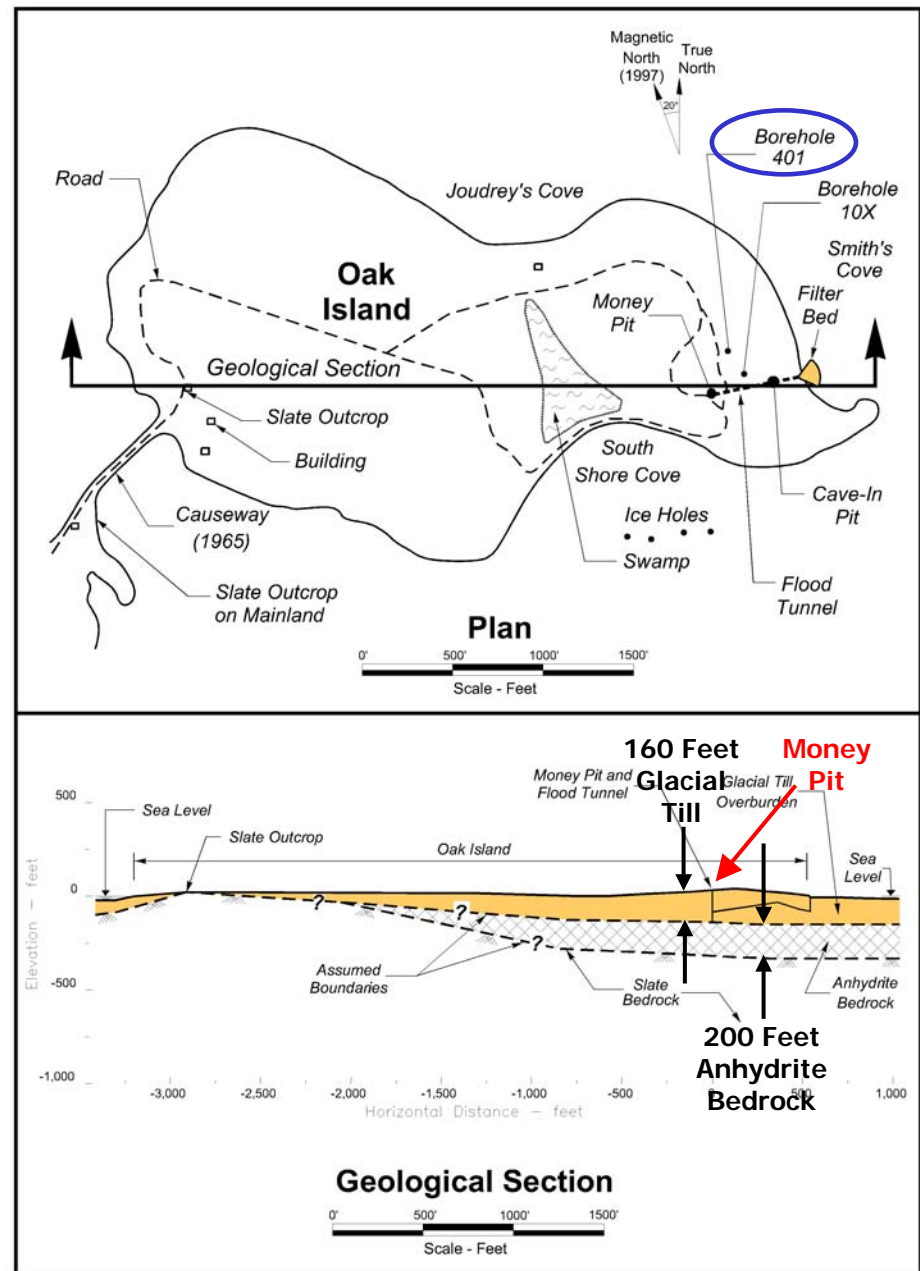 Magnetic
North
(1997)
True
North
20°
Borehole
401
Road
Joudrey's Cove
Borehole
10X
Smith's
Cove
Oak
Island
Money
Pit
Filter
Bed
Geological Section
Slate Outcrop
Building
South
Shore Cove
Causeway
(1965)
Ice Holes
Cave-In
Pit
Swamp
Slate Outcrop
on Mainland
Flood
Tunnel
Plan
0' 500' 1000' 1500'
Scale - Feet
160 Feet
Glacial
Till
Money
Pit
Money Pit and
Flood Tunnel
Glacial Till
Overburden
500
Sea Level
Slate Outcrop
Oak Island
Sea
Level
0
?
?
?
Elevation – feet
Assumed
Boundaries
Slate
Bedrock
Anhydrite
Bedrock
-500
200 Feet
Anhydrite
Bedrock
-1,000
-3,000 -2,500 -2,000 -1,500 -1,000 -500 0 500 1,000
Horizontal Distance – feet
Geological Section
0' 500' 1000' 1500'
Scale - Feet